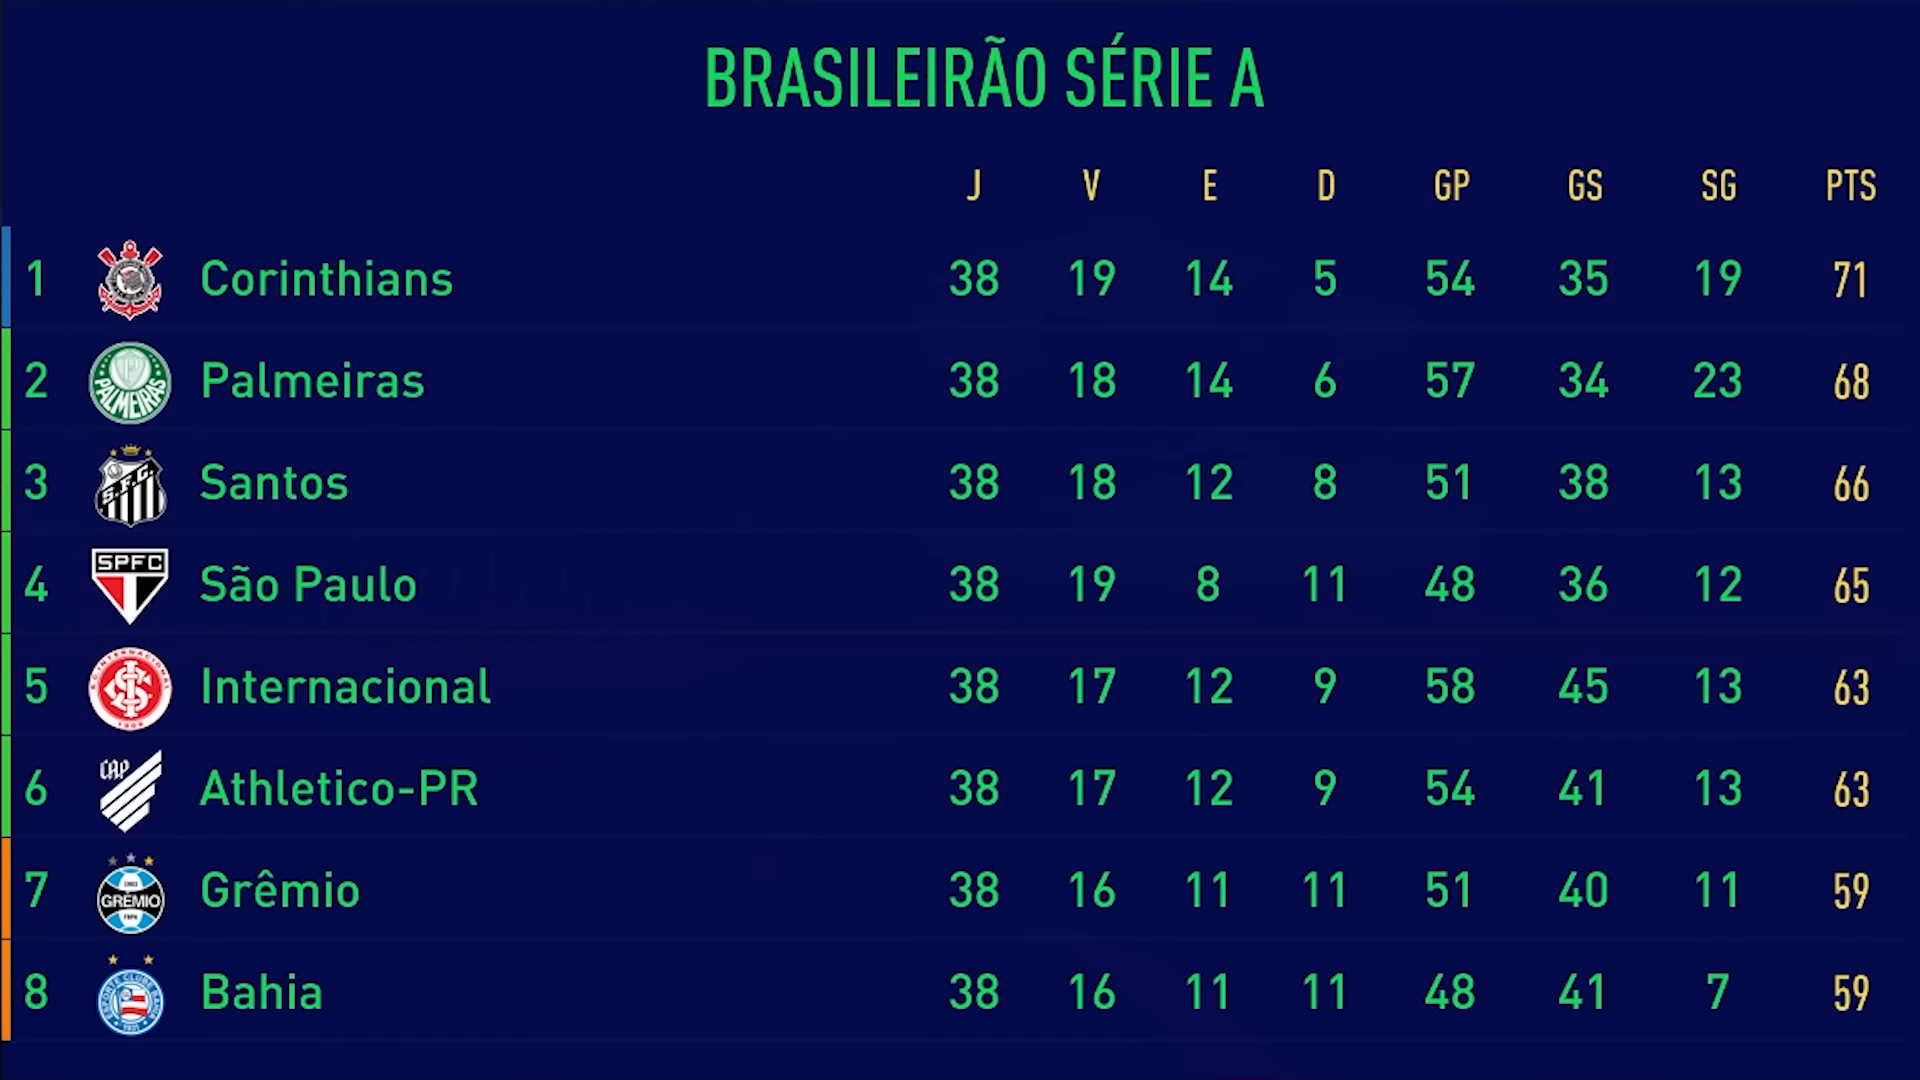 BRASILEIRÃO SÉRIE A
J V E D GP GS SG PTS
1 Corinthians 38 19 14 5 54 35 19 71
2 PALMEIRAS Palmeiras 38 18 14 6 57 34 23 68
3 S.F.C. Santos 38 18 12 8 51 38 13 66
4 SPFC São Paulo 38 19 8 11 48 36 12 65
5 Internacional 38 17 12 9 58 45 13 63
6 CAP Athletico-PR 38 17 12 9 54 41 13 63
7 GRÊMIO Grêmio 38 16 11 11 51 40 11 59
8 Bahia 38 16 11 11 48 41 7 59